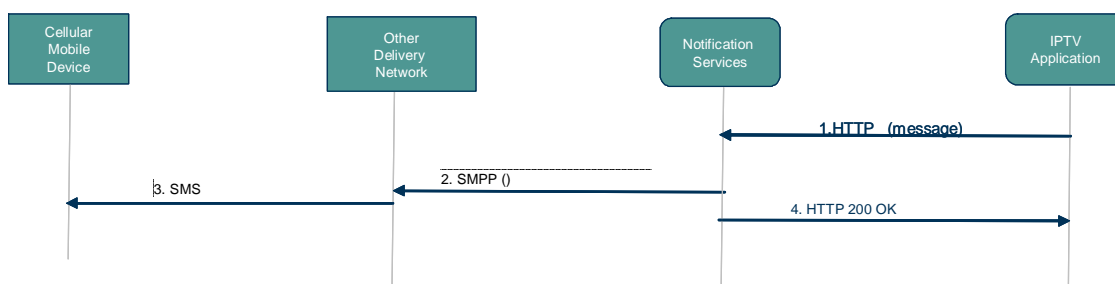 Cellular
Mobile
Device
Other
Delivery
Network
Notification
Services
IPTV
Application
1.HTTP (message)
2. SMPP ()
3. SMS
4. HTTP 200 OK